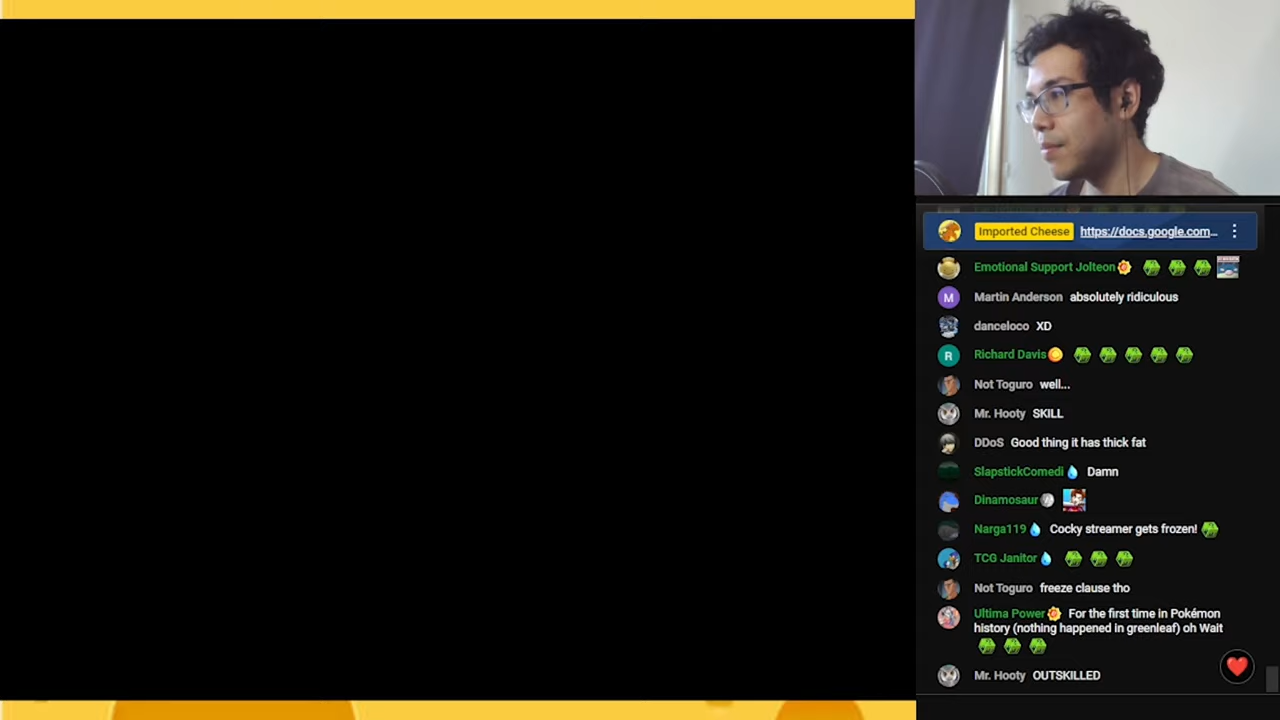 Imported Cheese https://docs.google.com...
Emotional Support Jolteon
Martin Anderson absolutely ridiculous
danceloco XD
Richard Davis
Not Toguro well...
Mr. Hooty SKILL
DDoS Good thing it has thick fat
SlapstickComedi Damn
Dinamosaur
Narga119 Cocky streamer gets frozen!
TCG Janitor
Not Toguro freeze clause tho
Ultima Power For the first time in Pokémon
history (nothing happened in greenleaf) oh Wait
Mr. Hooty OUTSKILLED